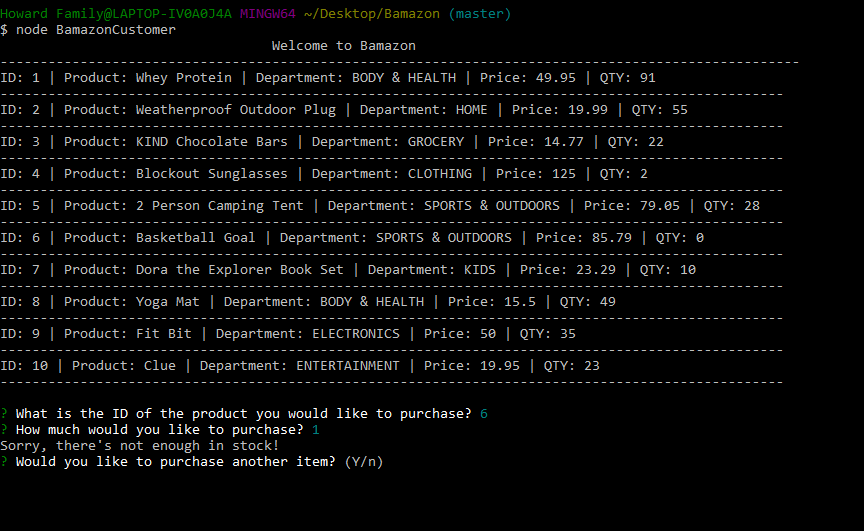 Howard Family@LAPTOP-IV0A0J4A MINGW64 ~/Desktop/Bamazon (master)
$ node BamazonCustomer
Welcome to Bamazon
----------------------------------------------------------------------------------------------------
ID: 1 | Product: Whey Protein | Department: BODY & HEALTH | Price: 49.95 | QTY: 91
--------------------------------------------------------------------------------------------------
ID: 2 | Product: Weatherproof Outdoor Plug | Department: HOME | Price: 19.99 | QTY: 55
--------------------------------------------------------------------------------------------------
ID: 3 | Product: KIND Chocolate Bars | Department: GROCERY | Price: 14.77 | QTY: 22
--------------------------------------------------------------------------------------------------
ID: 4 | Product: Blockout Sunglasses | Department: CLOTHING | Price: 125 | QTY: 2
--------------------------------------------------------------------------------------------------
ID: 5 | Product: 2 Person Camping Tent | Department: SPORTS & OUTDOORS | Price: 79.05 | QTY: 28
--------------------------------------------------------------------------------------------------
ID: 6 | Product: Basketball Goal | Department: SPORTS & OUTDOORS | Price: 85.79 | QTY: 0
--------------------------------------------------------------------------------------------------
ID: 7 | Product: Dora the Explorer Book Set | Department: KIDS | Price: 23.29 | QTY: 10
--------------------------------------------------------------------------------------------------
ID: 8 | Product: Yoga Mat | Department: BODY & HEALTH | Price: 15.5 | QTY: 49
--------------------------------------------------------------------------------------------------
ID: 9 | Product: Fit Bit | Department: ELECTRONICS | Price: 50 | QTY: 35
--------------------------------------------------------------------------------------------------
ID: 10 | Product: Clue | Department: ENTERTAINMENT | Price: 19.95 | QTY: 23
--------------------------------------------------------------------------------------------------
? What is the ID of the product you would like to purchase? 6
? How much would you like to purchase? 1
Sorry, there's not enough in stock!
? Would you like to purchase another item? (Y/n)